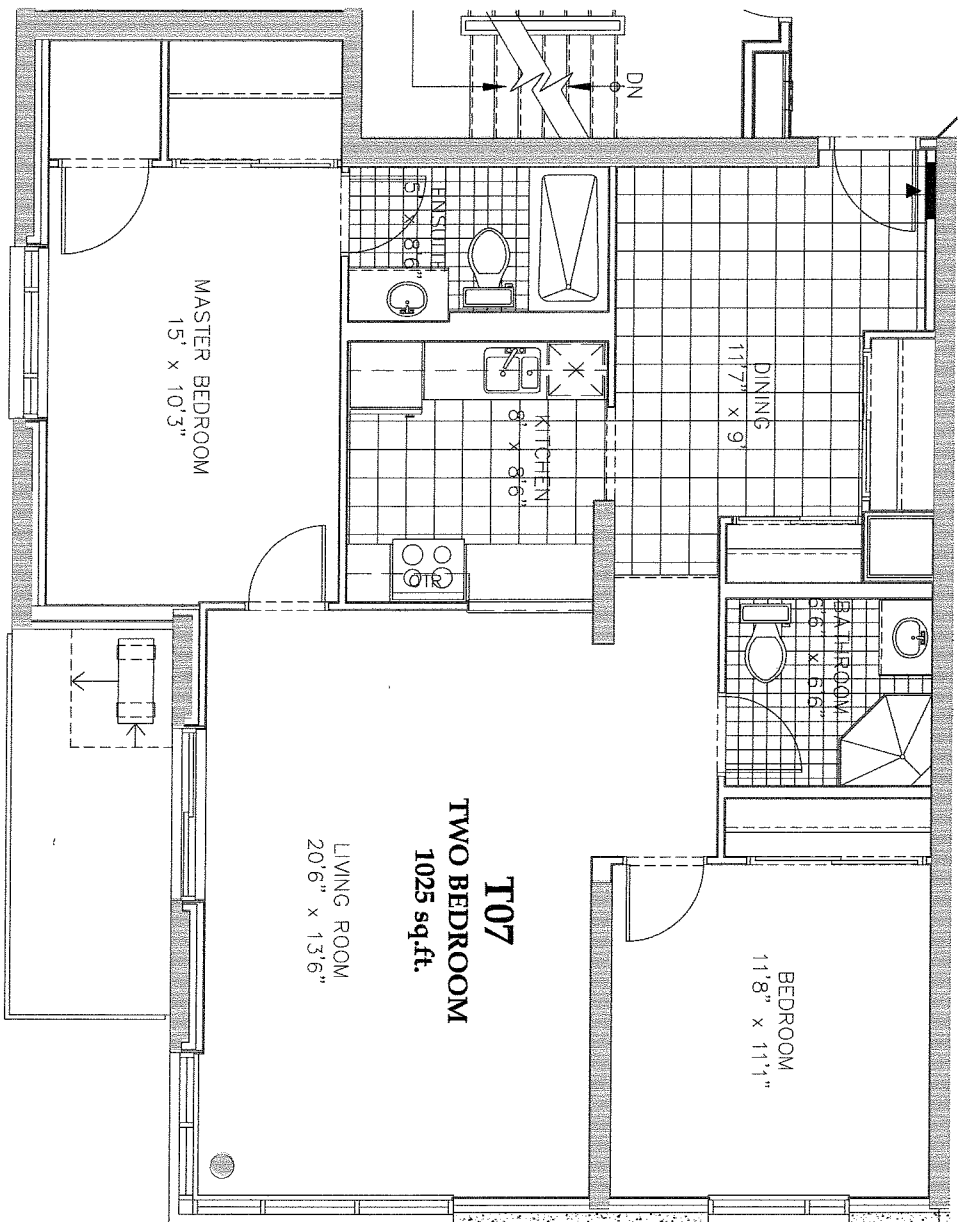 DN
ENSUITE
5' x 8'6"
MASTER BEDROOM
15' x 10'3"
DINING
11'7" x 9'
KITCHEN
8' x 8'6"
OTR
BATHROOM
6'6" x 6'6"
T07
TWO BEDROOM
1025 sq.ft.
LIVING ROOM
20'6" x 13'6"
BEDROOM
11'8" x 11'1"